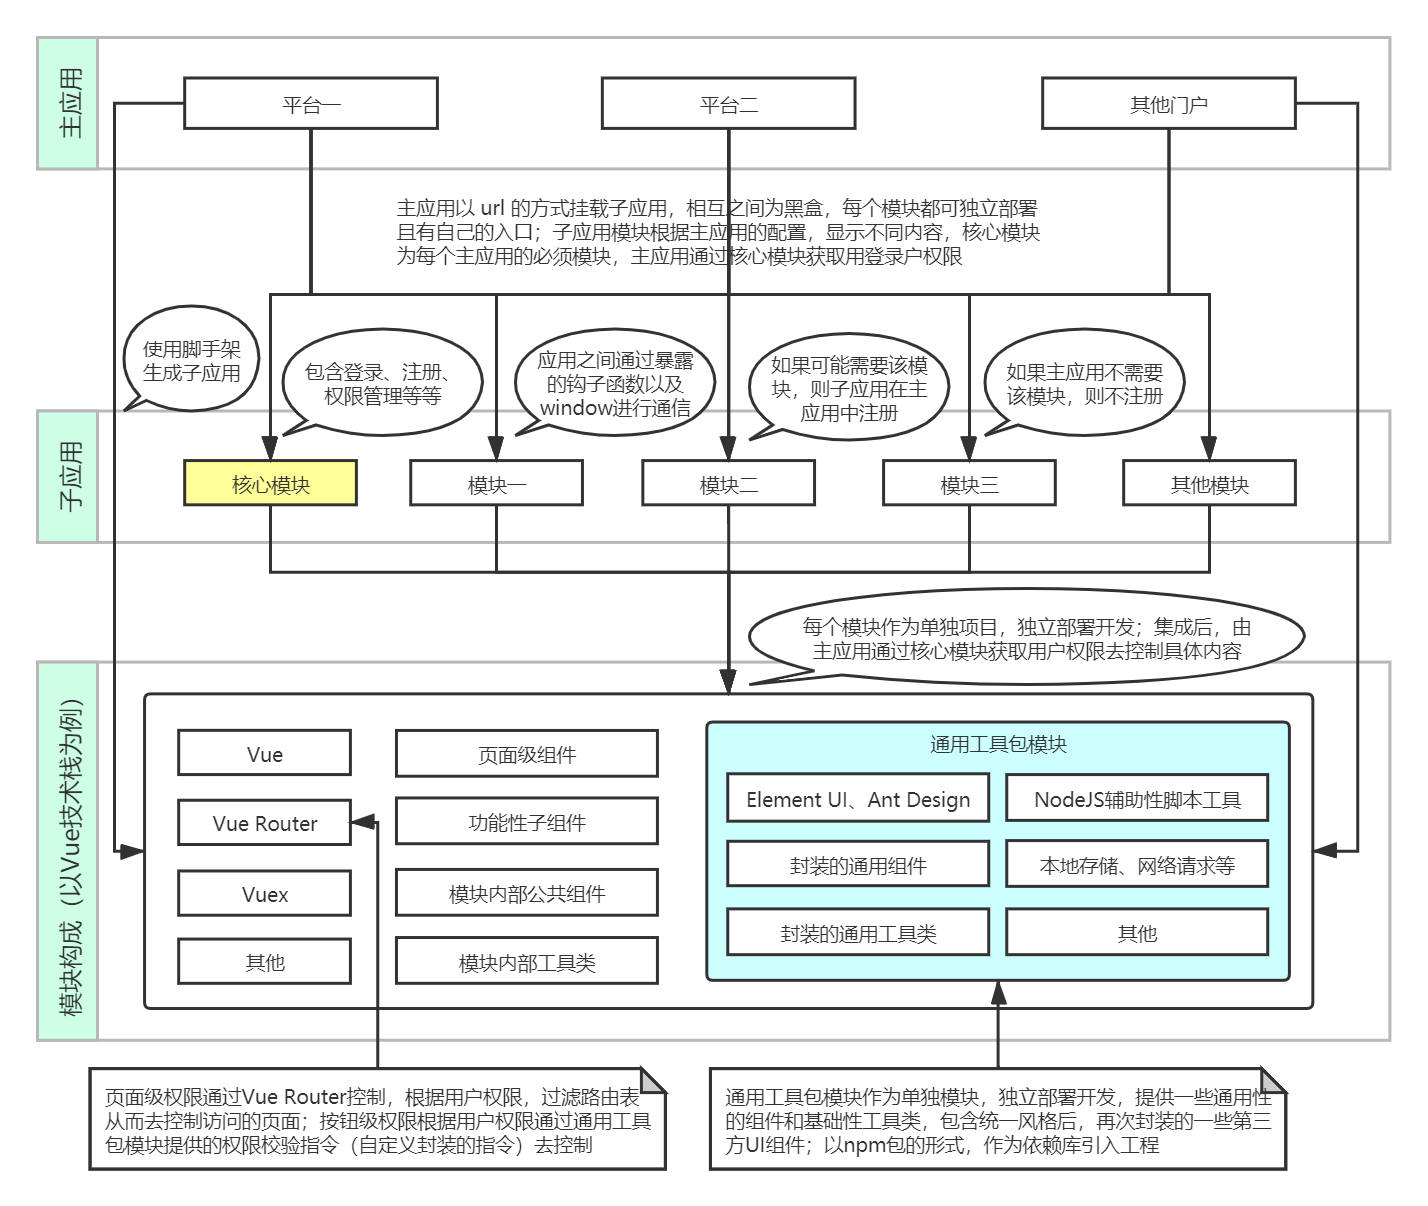 主应用
平台一
平台二
其他门户
主应用以 url 的方式挂载子应用，相互之间为黑盒，每个模块都可独立部署
且有自己的入口；子应用模块根据主应用的配置，显示不同内容，核心模块
为每个主应用的必须模块，主应用通过核心模块获取用登录户权限
使用脚手架
生成子应用
包含登录、注册、
权限管理等等
应用之间通过暴露
的钩子函数以及
window进行通信
如果可能需要该模
块，则子应用在主
应用中注册
如果主应用不需要
该模块，则不注册
子应用
核心模块
模块一
模块二
模块三
其他模块
每个模块作为单独项目，独立部署开发；集成后，由
主应用通过核心模块获取用户权限去控制具体内容
模块构成（以Vue技术栈为例）
Vue
Vue Router
Vuex
其他
页面级组件
功能性子组件
模块内部公共组件
模块内部工具类
通用工具包模块
Element UI、Ant Design
NodeJS辅助性脚本工具
封装的通用组件
本地存储、网络请求等
封装的通用工具类
其他
页面级权限通过Vue Router控制，根据用户权限，过滤路由表
从而去控制访问的页面；按钮级权限根据用户权限通过通用工具
包模块提供的权限校验指令（自定义封装的指令）去控制
通用工具包模块作为单独模块，独立部署开发，提供一些通用性
的组件和基础性工具类，包含统一风格后，再次封装的一些第三
方UI组件；以npm包的形式，作为依赖库引入工程